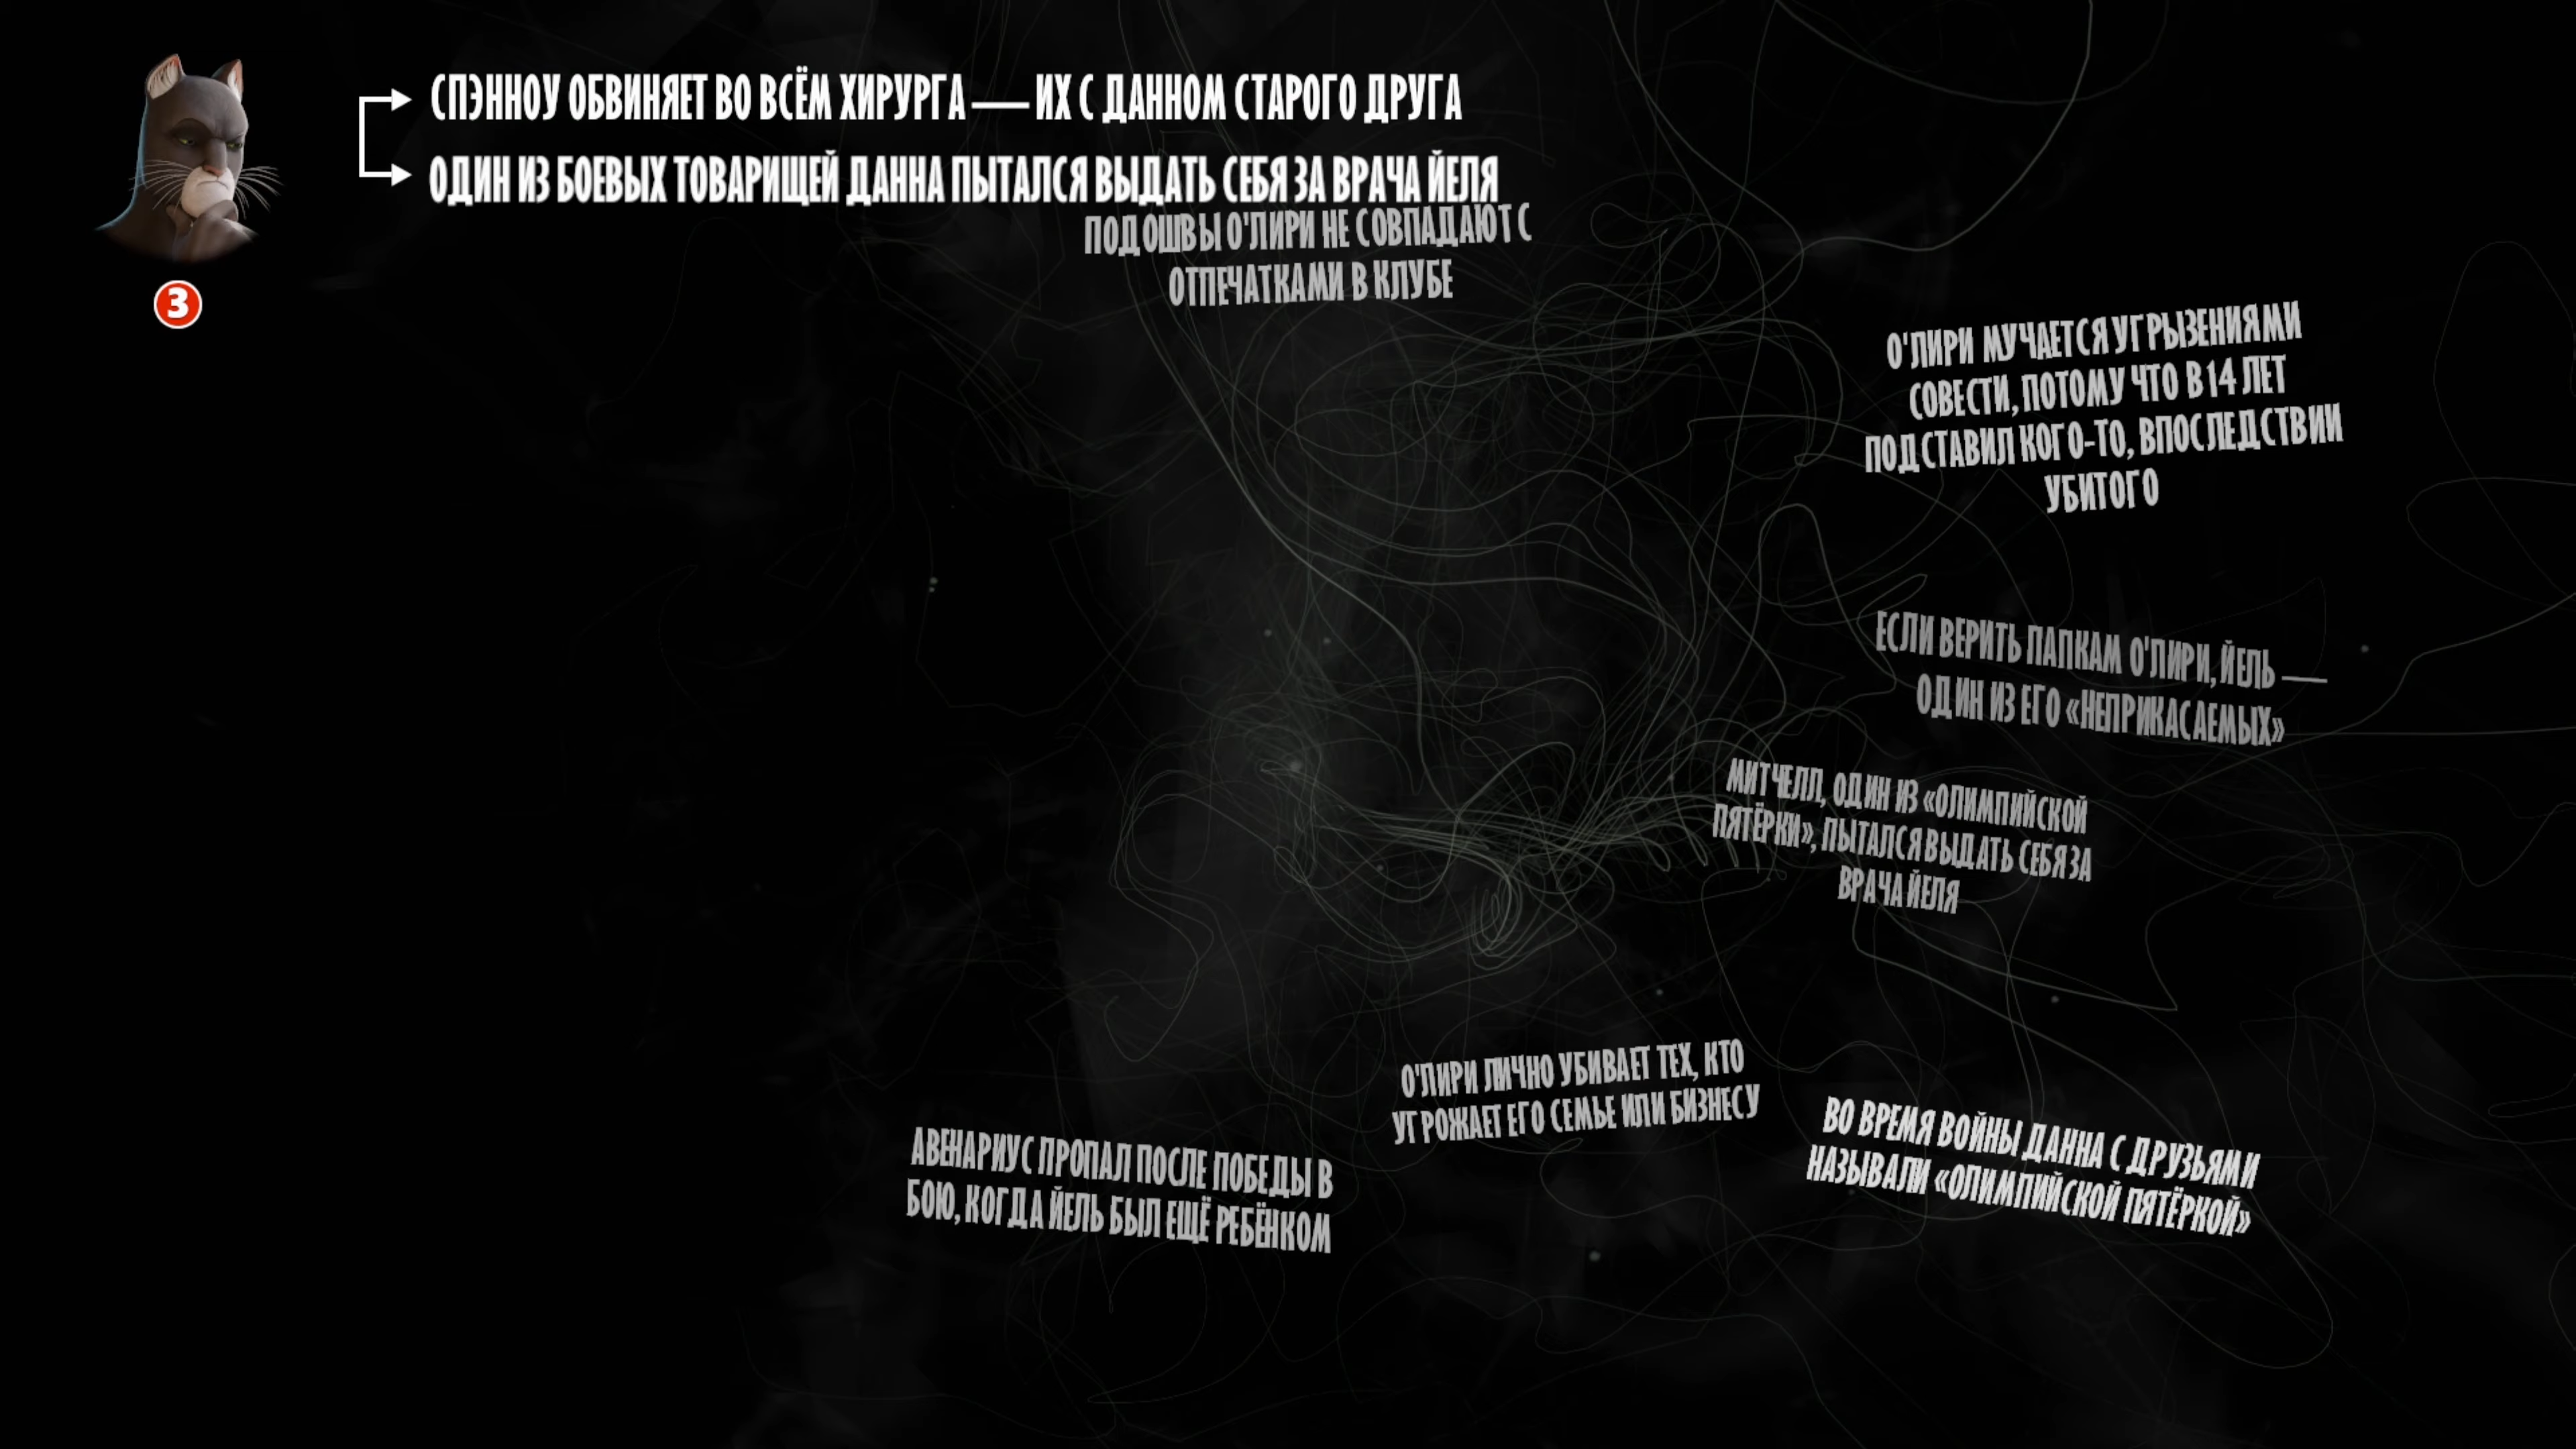 СПЭННОУ ОБВИНЯЕТ ВО ВСЁМ ХИРУРГА — ИХ С ДАННОМ СТАРОГО ДРУГА
ОДИН ИЗ БОЕВЫХ ТОВАРИЩЕЙ ДАННА ПЫТАЛСЯ ВЫДАТЬ СЕБЯ ЗА ВРАЧА ЙЕЛЯ
3
ПОДОШВЫ О'ЛИРИ НЕ СОВПАДАЮТ С
ОТПЕЧАТКАМИ В КЛУБЕ
О'ЛИРИ МУЧАЕТСЯ УГРЫЗЕНИЯМИ
СОВЕСТИ, ПОТОМУ ЧТО В 14 ЛЕТ
ПОДСТАВИЛ КОГО-ТО, ВПОСЛЕДСТВИИ
УБИТОГО
ЕСЛИ ВЕРИТЬ ПАПКАМ О'ЛИРИ, ЙЕЛЬ —
ОДИН ИЗ ЕГО «НЕПРИКАСАЕМЫХ»
МИТЧЕЛЛ, ОДИН ИЗ «ОЛИМПИЙСКОЙ
ПЯТЁРКИ», ПЫТАЛСЯ ВЫДАТЬ СЕБЯ ЗА
ВРАЧА ЙЕЛЯ
О'ЛИРИ ЛИЧНО УБИВАЕТ ТЕХ, КТО
УГРОЖАЕТ ЕГО СЕМЬЕ ИЛИ БИЗНЕСУ
АВЕНАРИУС ПРОПАЛ ПОСЛЕ ПОБЕДЫ В
БОЮ, КОГДА ЙЕЛЬ БЫЛ ЕЩЁ РЕБЁНКОМ
ВО ВРЕМЯ ВОЙНЫ ДАННА С ДРУЗЬЯМИ
НАЗЫВАЛИ «ОЛИМПИЙСКОЙ ПЯТЁРКОЙ»